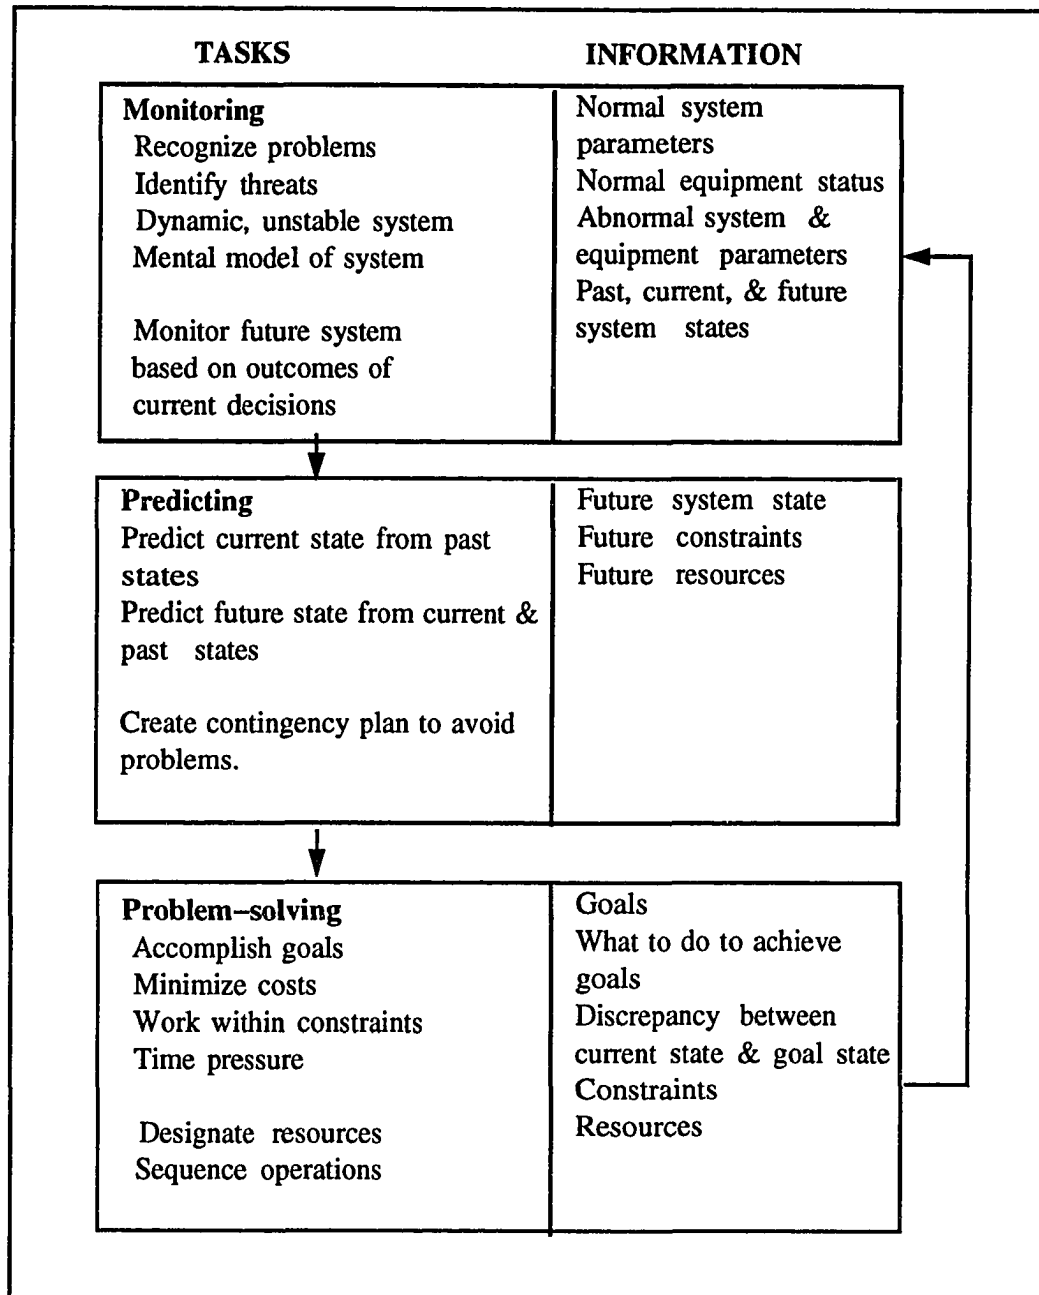 TASKS
INFORMATION
Monitoring
Recognize problems
Identify threats
Dynamic, unstable system
Mental model of system
Monitor future system
based on outcomes of
current decisions
Normal system
parameters
Normal equipment status
Abnormal system &
equipment parameters
Past, current, & future
system states
Predicting
Predict current state from past
states
Predict future state from current &
past states
Create contingency plan to avoid
problems.
Future system state
Future constraints
Future resources
Problem–solving
Accomplish goals
Minimize costs
Work within constraints
Time pressure
Designate resources
Sequence operations
Goals
What to do to achieve
goals
Discrepancy between
current state & goal state
Constraints
Resources